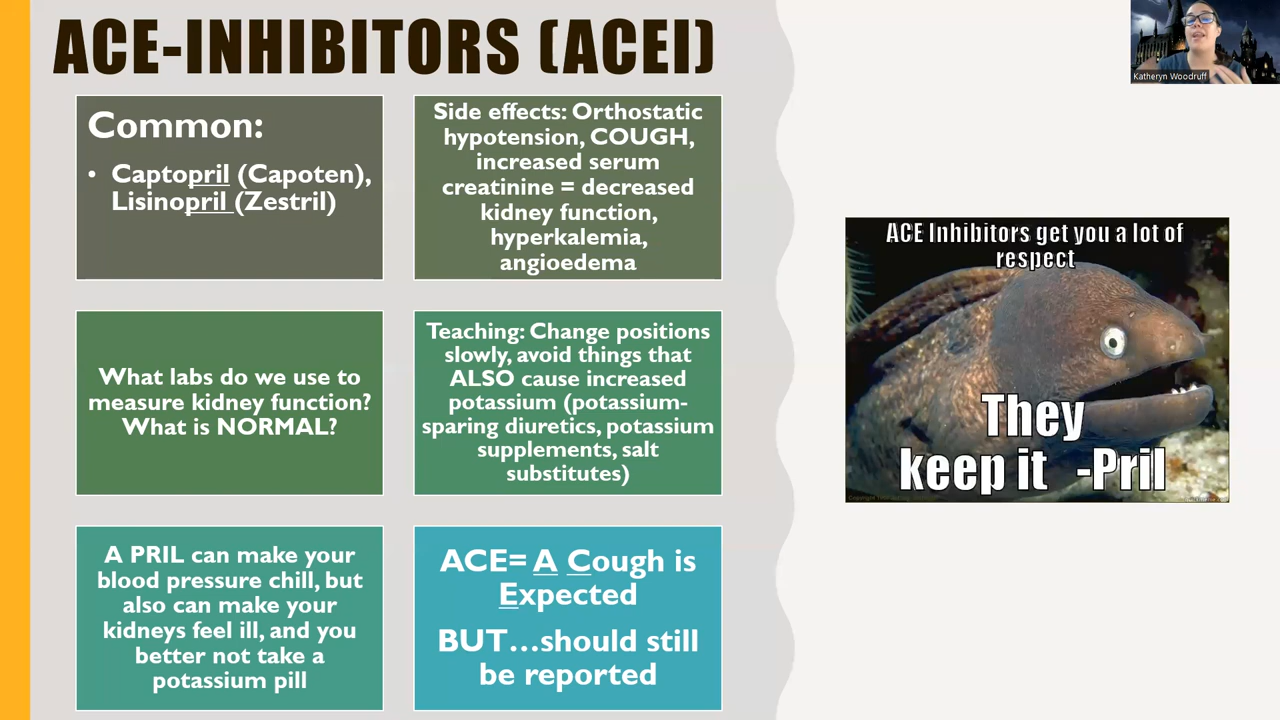 ACE-INHIBITORS (ACEI)
Common:
• Captopril (Capoten),
Lisinopril (Zestril)
Side effects: Orthostatic
hypotension, COUGH,
increased serum
creatinine = decreased
kidney function,
hyperkalemia,
angioedema
What labs do we use to
measure kidney function?
What is NORMAL?
Teaching: Change positions
slowly, avoid things that
ALSO cause increased
potassium (potassium-
sparing diuretics, potassium
supplements, salt
substitutes)
A PRIL can make your
blood pressure chill, but
also can make your
kidneys feel ill, and you
better not take a
potassium pill
ACE= A Cough is
Expected
BUT...should still
be reported
Katheryn Woodruff
ACE Inhibitors get you a lot of
respect
They
keep it -Pril